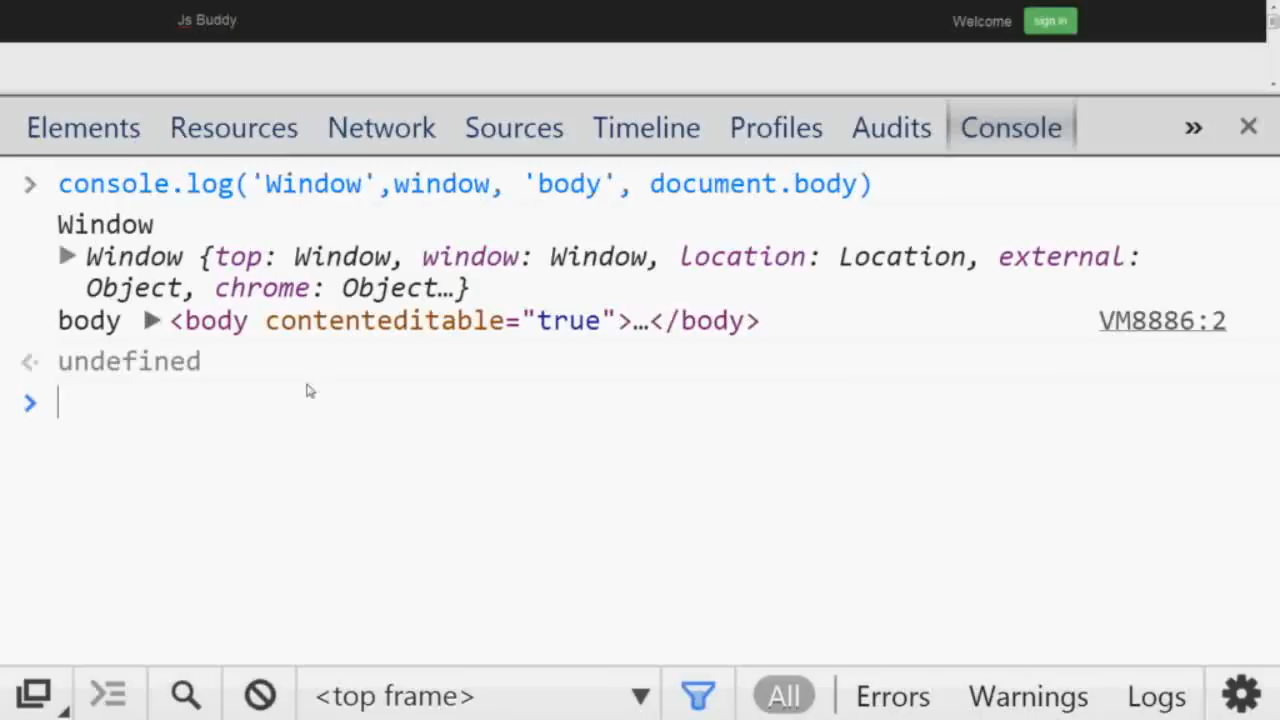 Js Buddy
Welcome sign in
Elements Resources Network Sources Timeline Profiles Audits Console » ×
> console.log('Window',window, 'body', document.body)
Window
▶ Window {top: Window, window: Window, location: Location, external:
Object, chrome: Object…}
body ▶ <body contenteditable="true">…</body> VM8886:2
undefined
>
<top frame> ▼ All Errors Warnings Logs